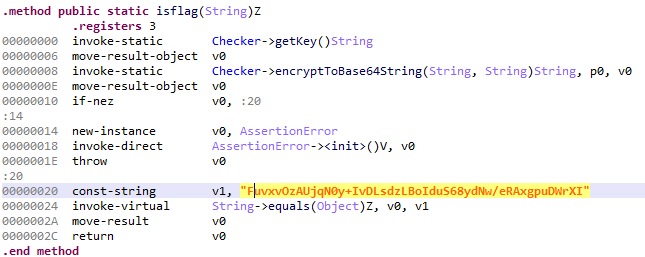 .method public static isflag(String)Z
.registers 3
00000000 invoke-static Checker->getKey()String
00000006 move-result-object v0
00000008 invoke-static Checker->encryptToBase64String(String, String)String, p0, v0
0000000E move-result-object v0
00000010 if-nez v0, :20
:14
00000014 new-instance v0, AssertionError
00000018 invoke-direct AssertionError-><init>()V, v0
0000001E throw v0
:20
00000020 const-string v1, "FuvxvOzAUjqN0y+IvDLsdzLBoIduS68ydNw/eRAxgpuDWrXI"
00000024 invoke-virtual String->equals(Object)Z, v0, v1
0000002A move-result v0
0000002C return v0
.end method